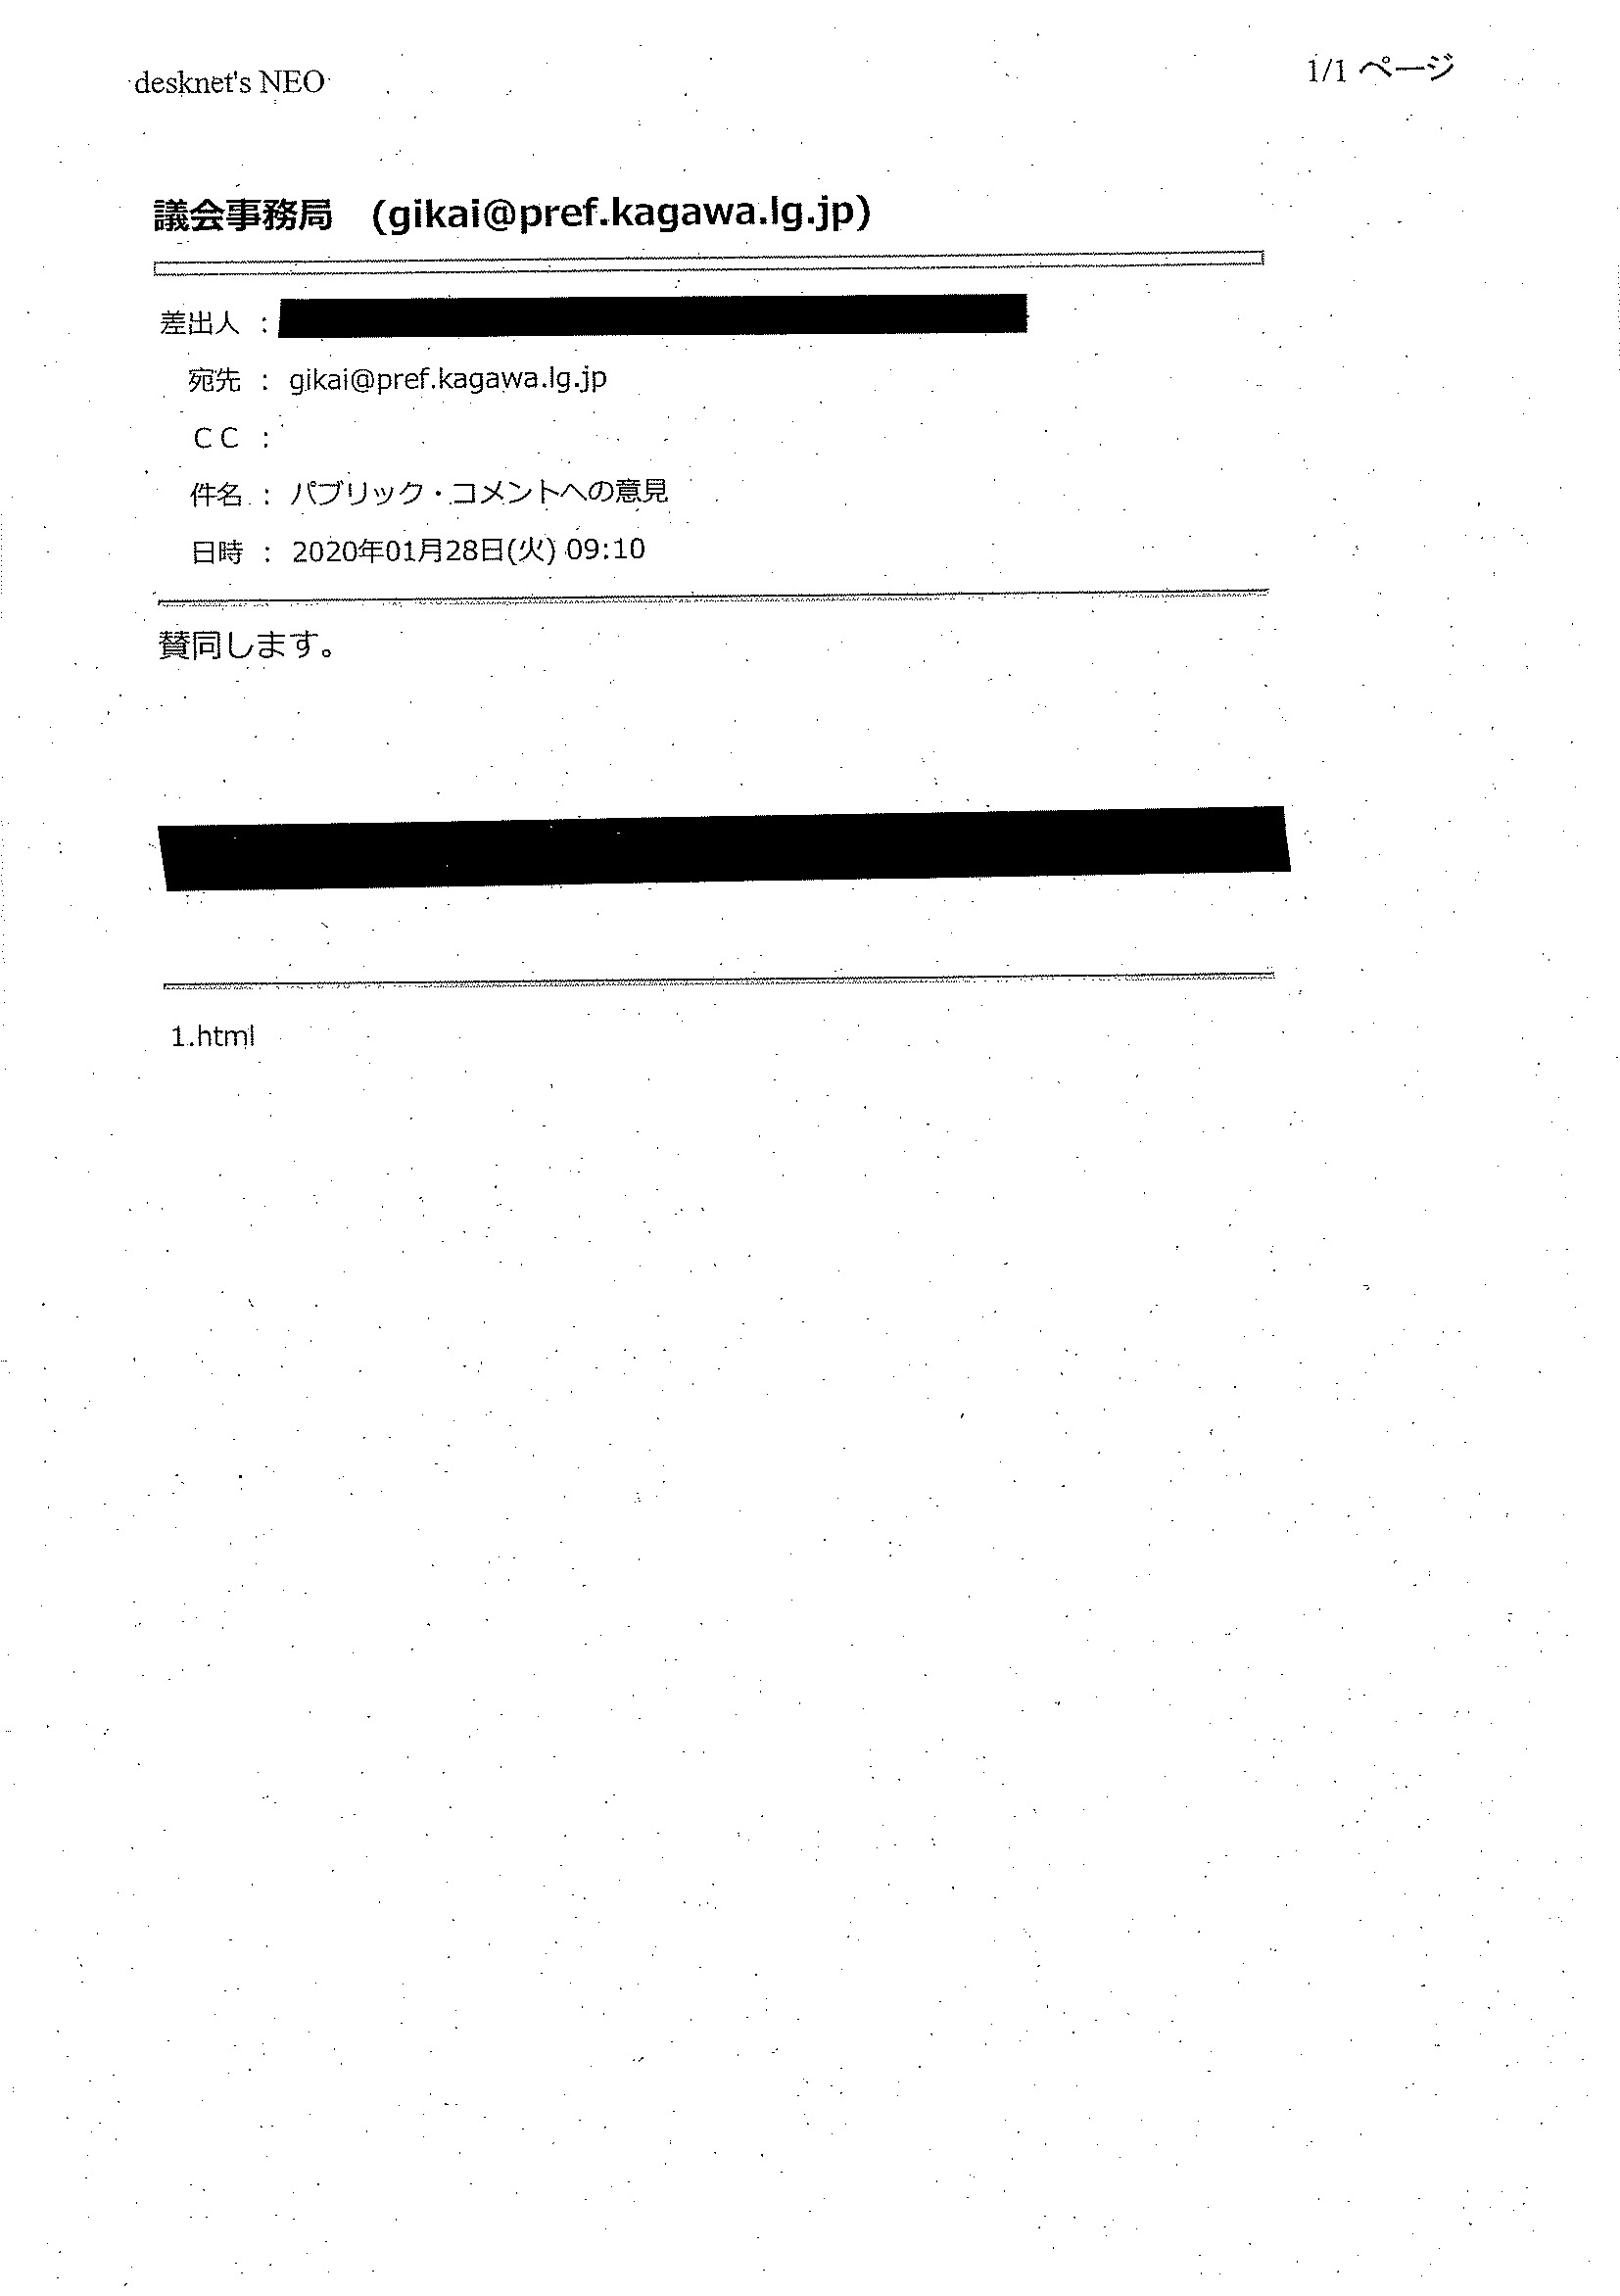 desknet's NEO
1/1 ページ
議会事務局 (gikai@pref.kagawa.lg.jp)
差出人 :
宛先 : gikai@pref.kagawa.lg.jp
CC :
件名 : パブリック・コメントへの意見
日時 : 2020年01月28日(火) 09:10
賛同します。
1.html